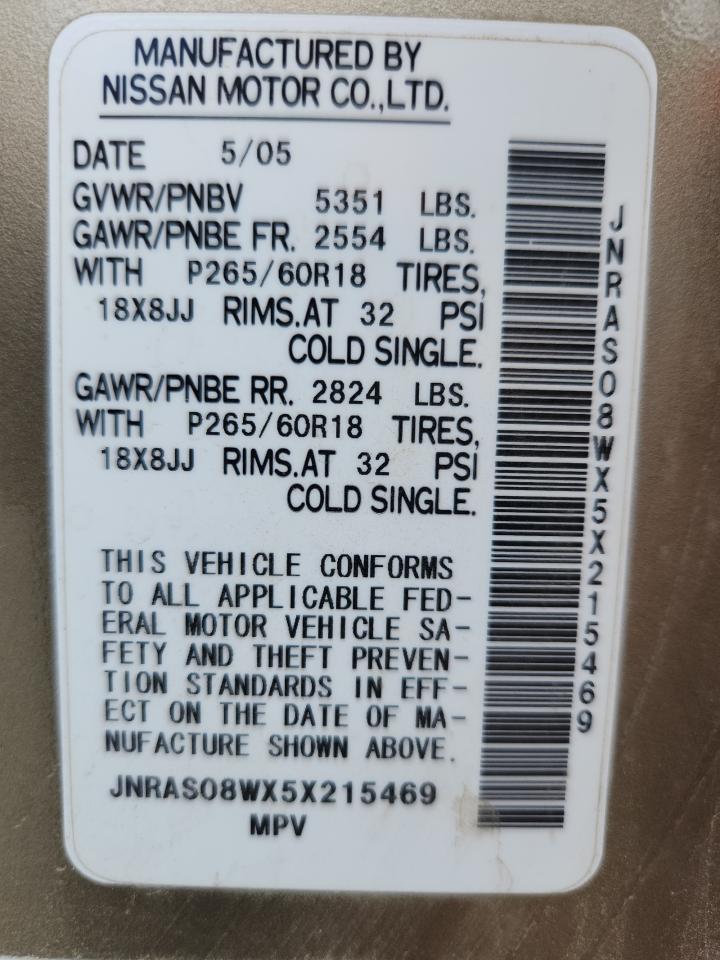 MANUFACTURED BY
NISSAN MOTOR CO.,LTD.
DATE 5/05
GVWR/PNBV 5351 LBS.
GAWR/PNBE FR. 2554 LBS.
WITH P265/60R18 TIRES,
18X8JJ RIMS.AT 32 PSI
COLD SINGLE.
GAWR/PNBE RR. 2824 LBS.
WITH P265/60R18 TIRES,
18X8JJ RIMS.AT 32 PSI
COLD SINGLE.
THIS VEHICLE CONFORMS
TO ALL APPLICABLE FED-
ERAL MOTOR VEHICLE SA-
FETY AND THEFT PREVEN-
TION STANDARDS IN EFF-
ECT ON THE DATE OF MA-
NUFACTURE SHOWN ABOVE.
JNRAS08WX5X215469
MPV
JNRAS08WX5X215469